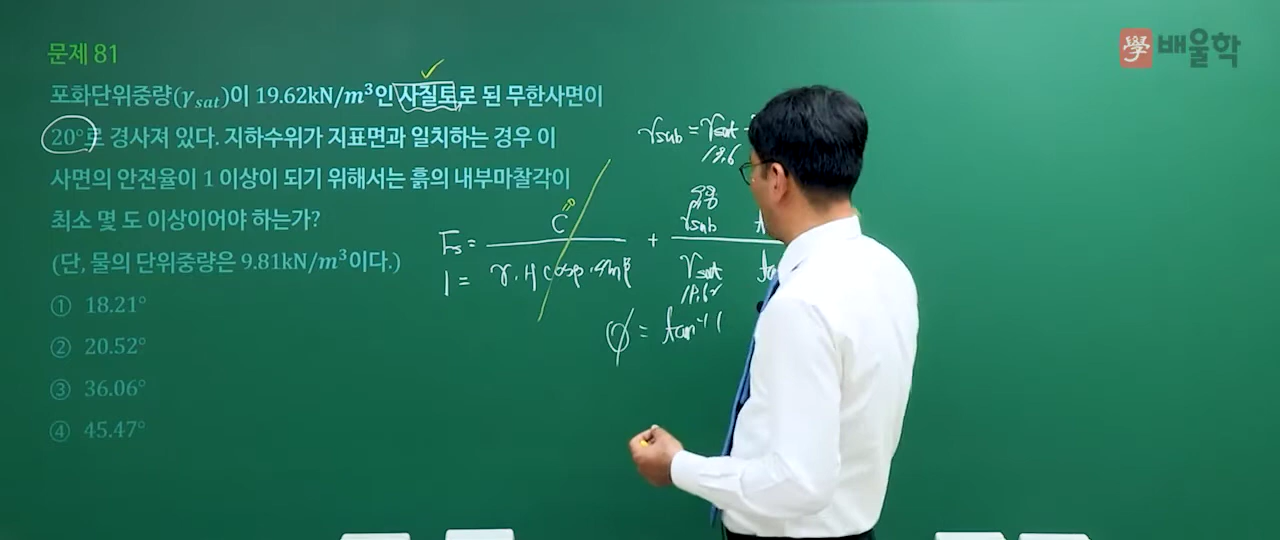 문제 81
포화단위중량(γsat)이 19.62kN/m³인 사질토로 된 무한사면이
20°로 경사져 있다. 지하수위가 지표면과 일치하는 경우 이
사면의 안전율이 1 이상이 되기 위해서는 흙의 내부마찰각이
최소 몇 도 이상이어야 하는가?
(단, 물의 단위중량은 9.81kN/m³이다.)
① 18.21°
② 20.52°
③ 36.06°
④ 45.47°
學 배울학
γsub = γsat -
19.6
Fs = C / γ·H cosβ·sinβ + γsub / γsat
1 =
19.62
φ = tan⁻¹(